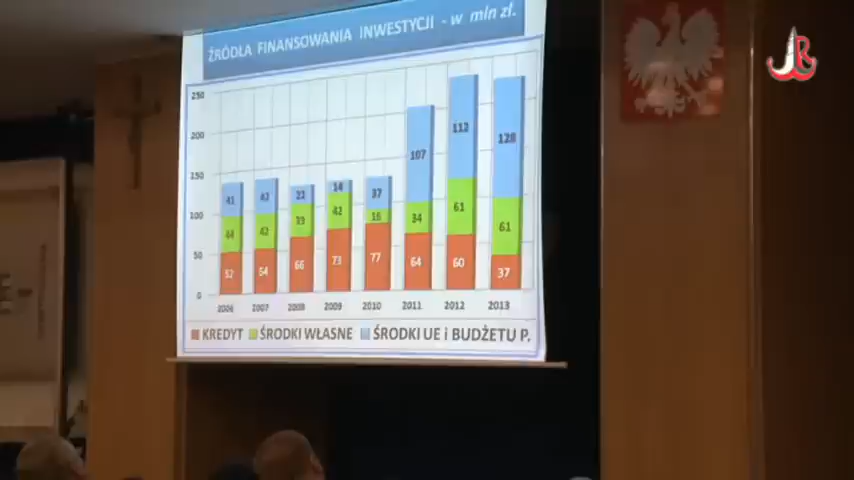 ŹRÓDŁA FINANSOWANIA INWESTYCJI - w mln zł.
250
200
150
100
50
0
41 42 22 14 37 107 112 128
44 42 39 42 16 34 61 61
52 54 66 73 77 64 60 37
2006 2007 2008 2009 2010 2011 2012 2013
KREDYT ŚRODKI WŁASNE ŚRODKI UE i BUDŻETU P.